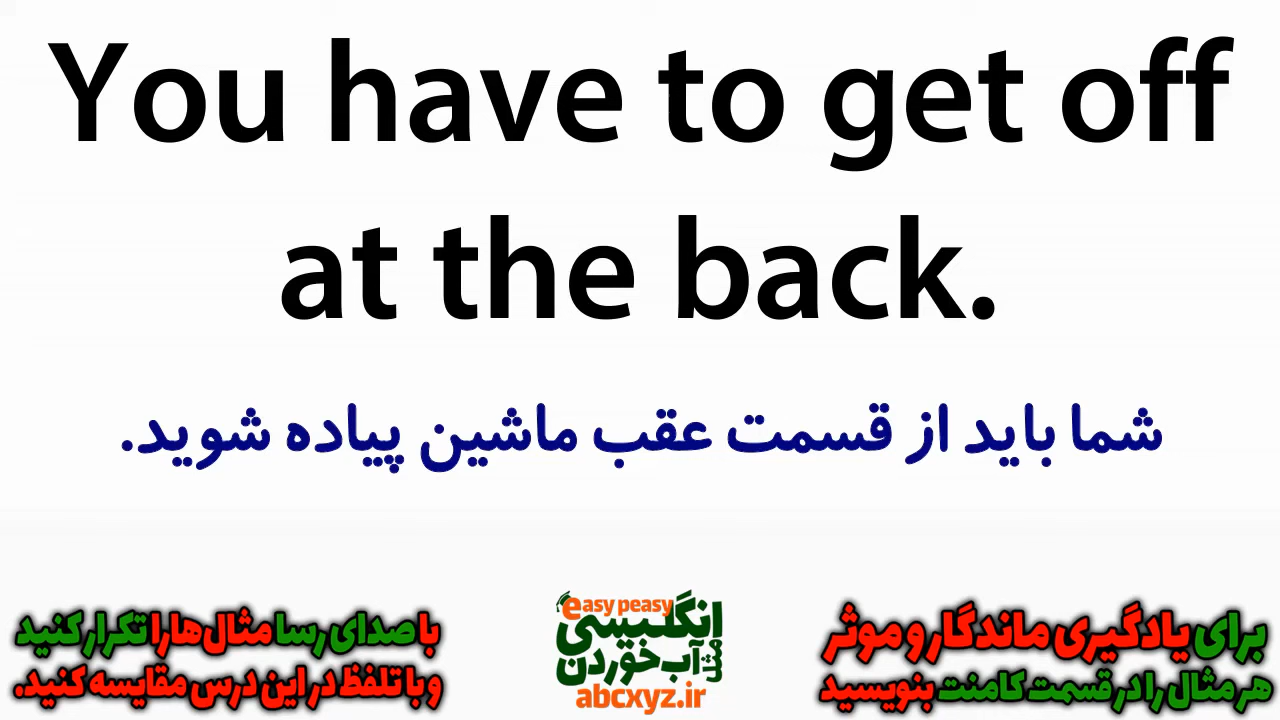 You have to get off
at the back.
شما باید از قسمت عقب ماشین پیاده شوید.
برای یادگیری ماندگار و موثر
هر مثال را در قسمت کامنت بنویسید
easy peasy
انگلیسی
مثل آب خوردن
abcxyz.ir
با صدای رسا مثال‌ها را تکرار کنید
و با تلفظ در این درس مقایسه کنید.